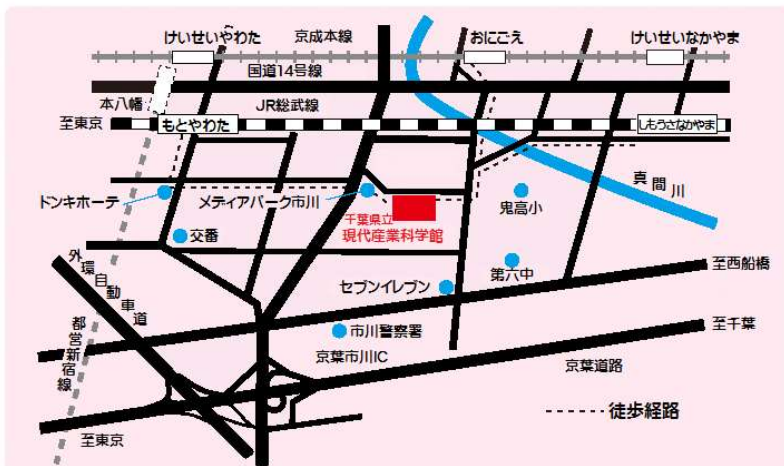 けいせいやわた
京成本線
おにごえ
けいせいなかやま
国道14号線
本八幡
JR総武線
至東京
もとやわた
しもうさなかやま
ドンキホーテ
メディアパーク市川
千葉県立
現代産業科学館
鬼高小
真間川
交番
第六中
外環自動車道
セブンイレブン
至西船橋
都営新宿線
市川警察署
至千葉
京葉市川IC
京葉道路
徒歩経路
至東京